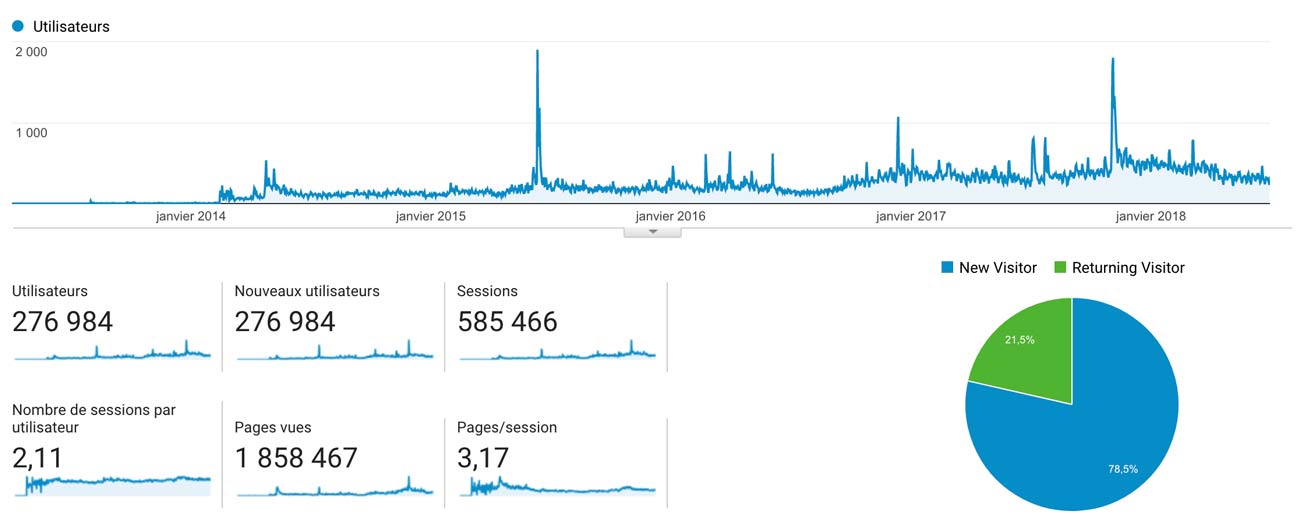 Utilisateurs
2 000
1 000
janvier 2014 janvier 2015 janvier 2016 janvier 2017 janvier 2018
New Visitor Returning Visitor
Utilisateurs Nouveaux utilisateurs Sessions
276 984 276 984 585 466
21,5%
Nombre de sessions par
utilisateur Pages vues Pages/session
2,11 1 858 467 3,17
78,5%